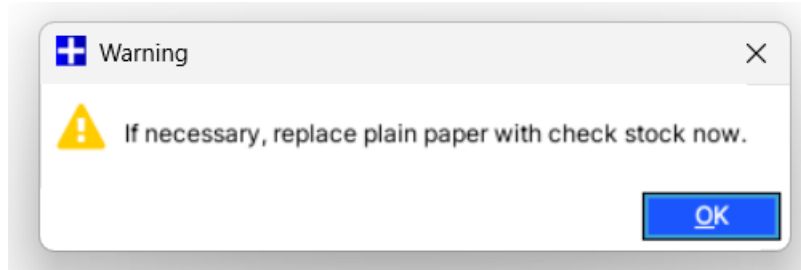 Warning
If necessary, replace plain paper with check stock now.
OK